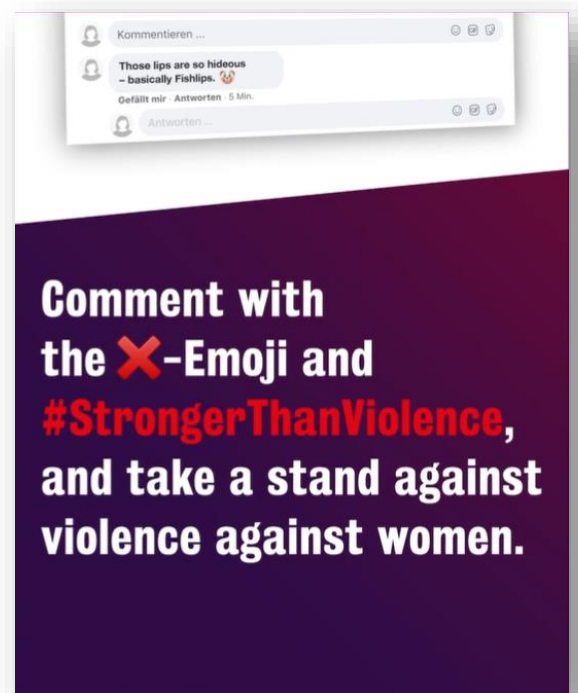 Kommentieren ...
Those lips are so hideous
– basically Fishlips. 🤡
Gefällt mir · Antworten · 5 Min.
Antworten ...
Comment with
the ❌-Emoji and
#StrongerThanViolence,
and take a stand against
violence against women.